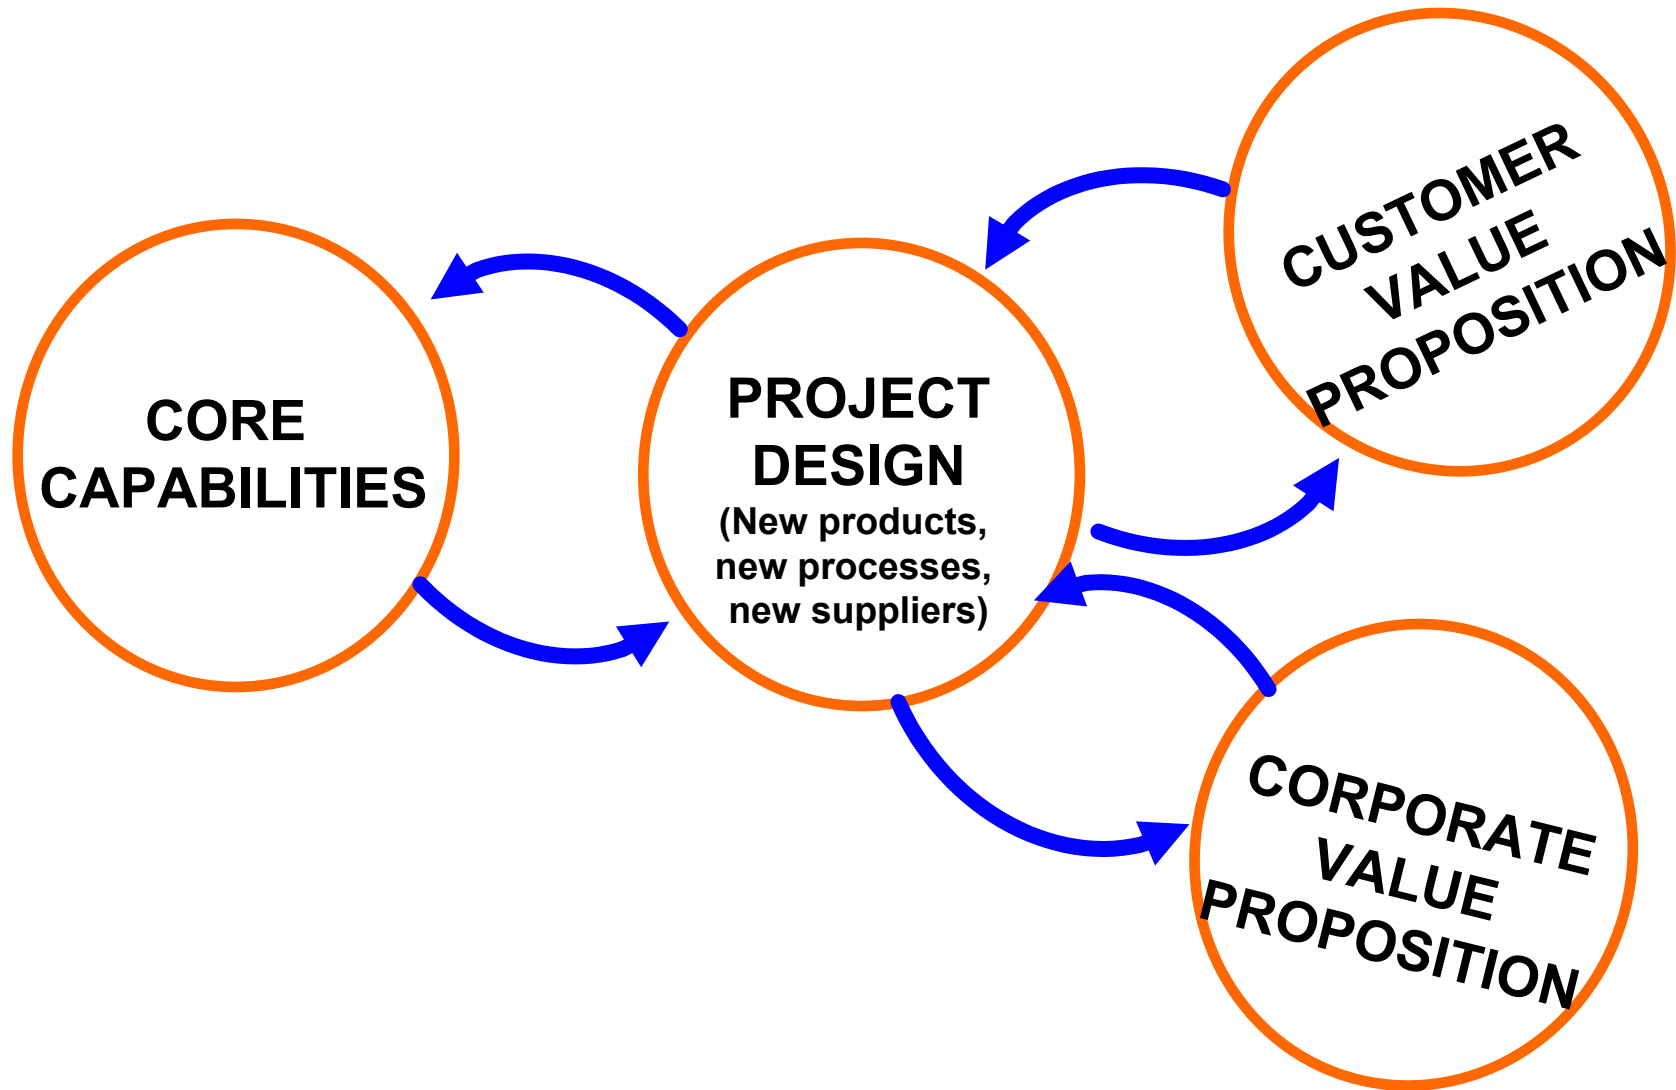 CORE
CAPABILITIES
PROJECT
DESIGN
(New products,
new processes,
new suppliers)
CUSTOMER
VALUE
PROPOSITION
CORPORATE
VALUE
PROPOSITION